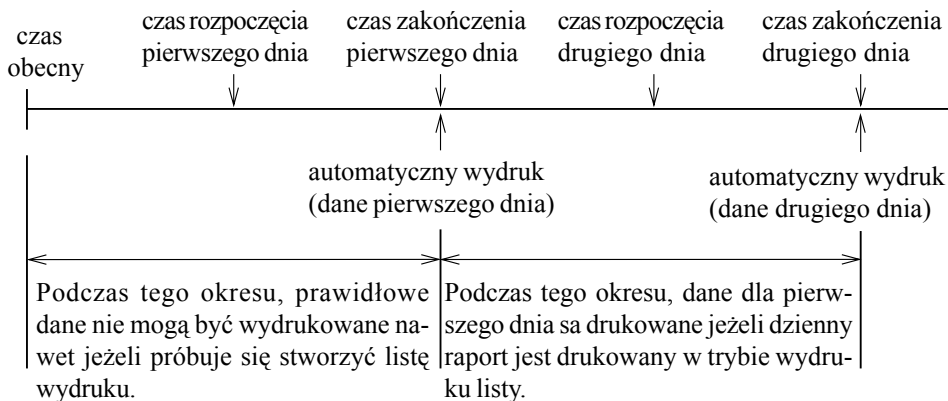 czas obecny
czas rozpoczęcia pierwszego dnia
czas zakończenia pierwszego dnia
czas rozpoczęcia drugiego dnia
czas zakończenia drugiego dnia
automatyczny wydruk
(dane pierwszego dnia)
automatyczny wydruk
(dane drugiego dnia)
Podczas tego okresu, prawidłowe
dane nie mogą być wydrukowane na-
wet jeżeli próbuje się stworzyć listę
wydruku.
Podczas tego okresu, dane dla pierw-
szego dnia sa drukowane jeżeli dzienny
raport jest drukowany w trybie wydru-
ku listy.